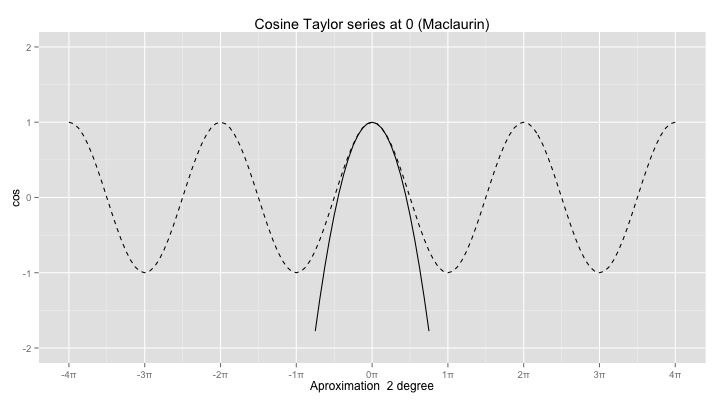 Cosine Taylor series at 0 (Maclaurin)
2
1
0
-1
-2
cos
-4π
-3π
-2π
-1π
0π
1π
2π
3π
4π
Aproximation 2 degree